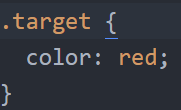 .target {
  color: red;
}